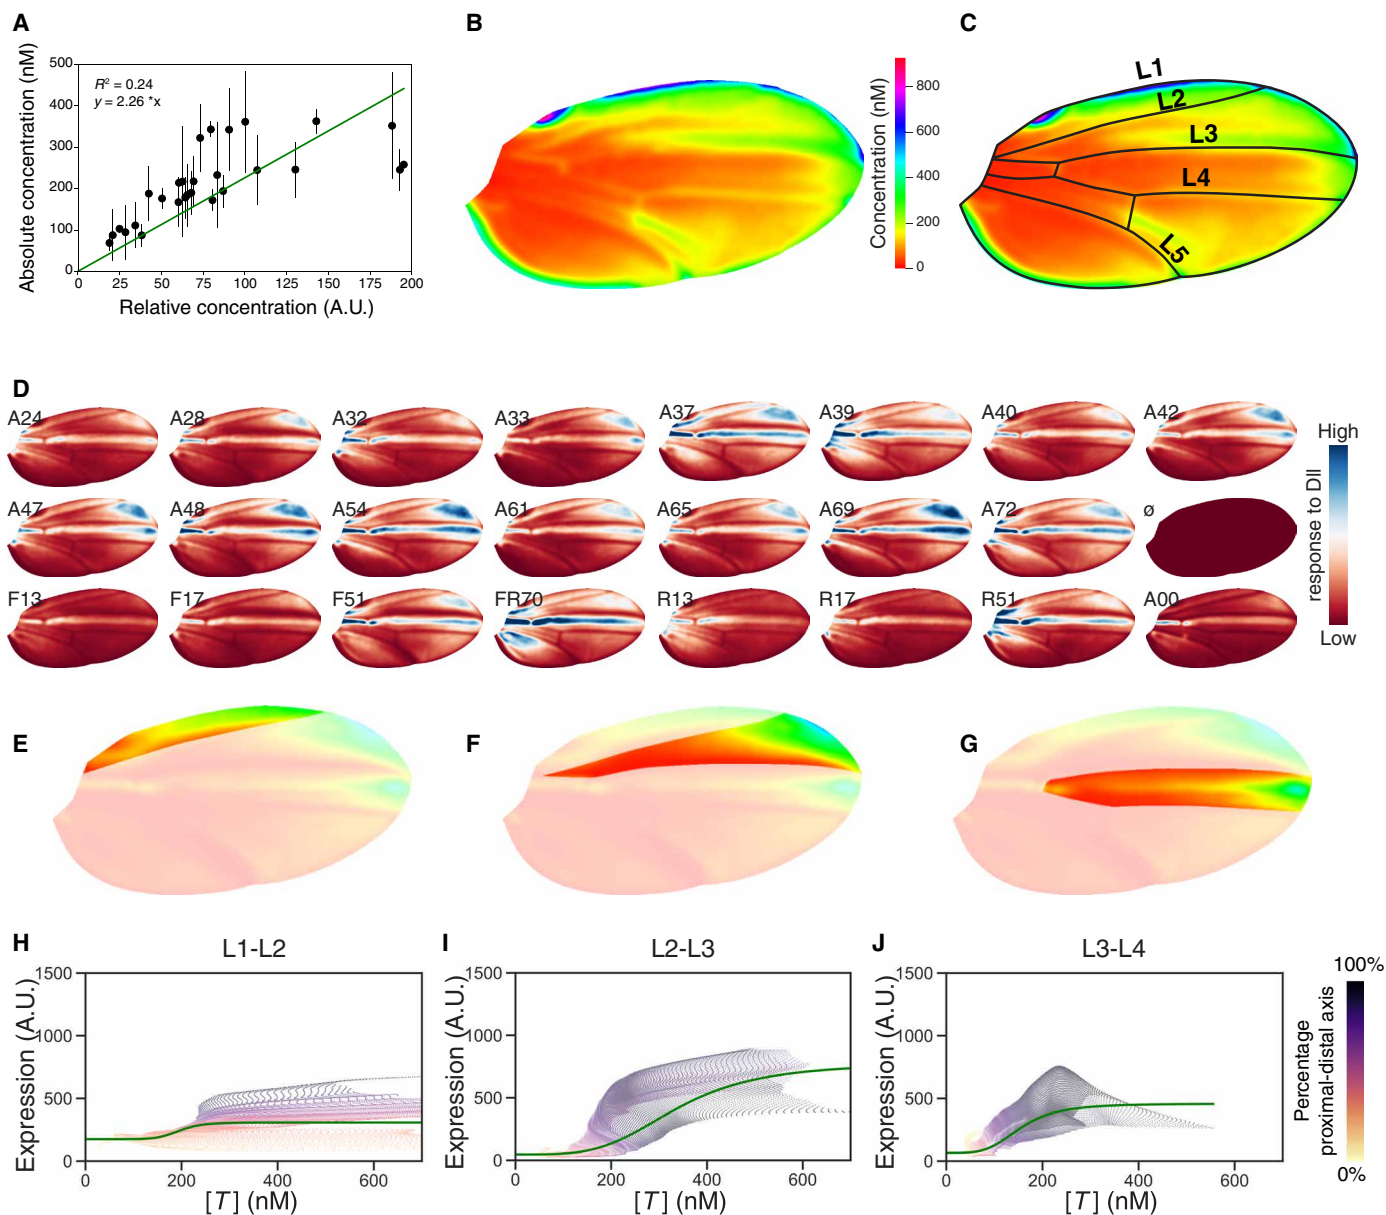 A
B
C
500
400
300
200
100
0
Absolute concentration (nM)
R² = 0.24
y = 2.26 *x
0 25 50 75 100 125 150 175 200
Relative concentration (A.U.)
Concentration (nM)
800
600
400
200
0
L1
L2
L3
L4
L5
D
A24 A28 A32 A33 A37 A39 A40 A42
A47 A48 A54 A61 A65 A69 A72 ø
F13 F17 F51 FR70 R13 R17 R51 A00
High
response to Dll
Low
E
F
G
H
L1-L2
1500
1000
500
0
Expression (A.U.)
0 200 400 600
[T] (nM)
I
L2-L3
1500
1000
500
0
Expression (A.U.)
0 200 400 600
[T] (nM)
J
L3-L4
1500
1000
500
0
Expression (A.U.)
0 200 400 600
[T] (nM)
100%
Percentage
proximal-distal axis
0%